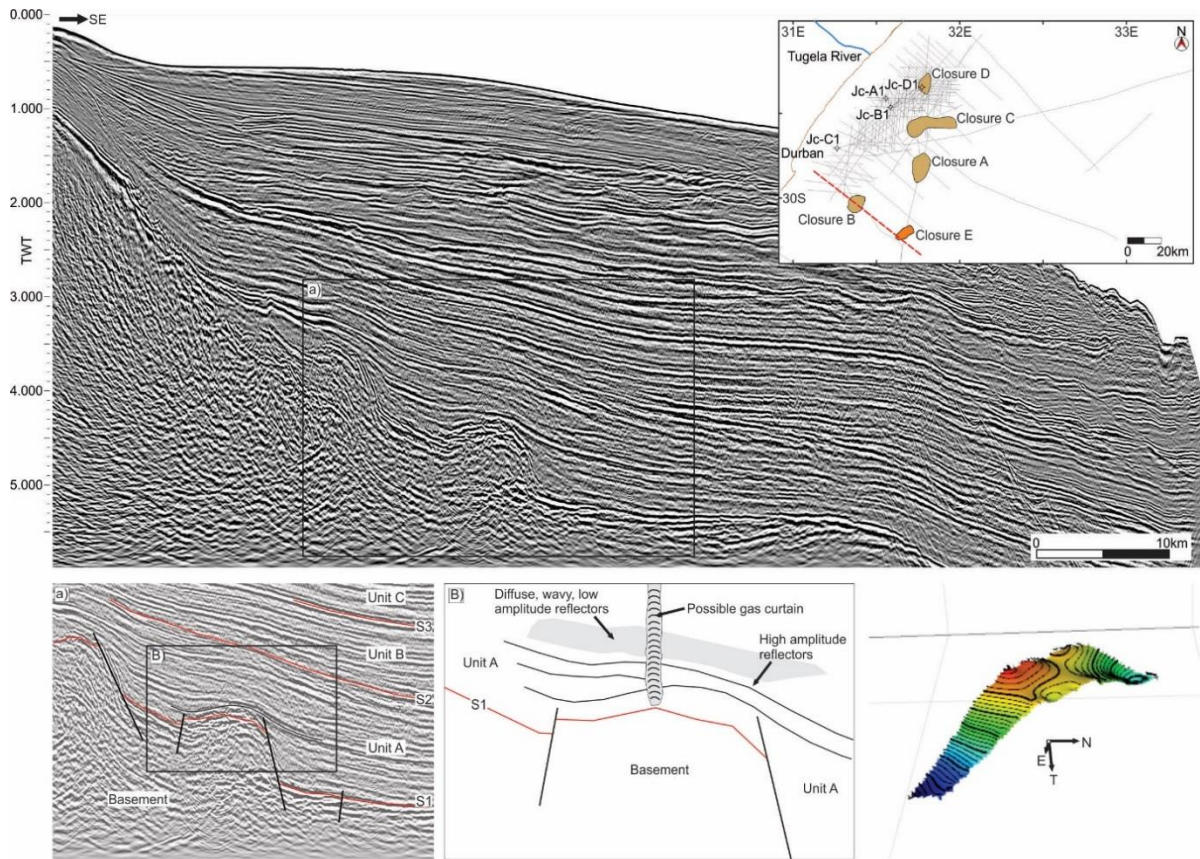 0.000
SE
1.000
2.000
TWT
3.000
4.000
5.000
a)
0 10km
31E 32E 33E
N
Tugela River
Closure D
Jc-D1
Jc-A1
Jc-B1
Closure C
Jc-C1
Durban
Closure A
30S
Closure B
Closure E
0 20km
a)
Unit C
S3
B
Unit B
S2
Unit A
Basement
S1
B)
Diffuse, wavy, low
amplitude reflectors
Possible gas curtain
High amplitude
reflectors
Unit A
S1
Basement
Unit A
N
E
T